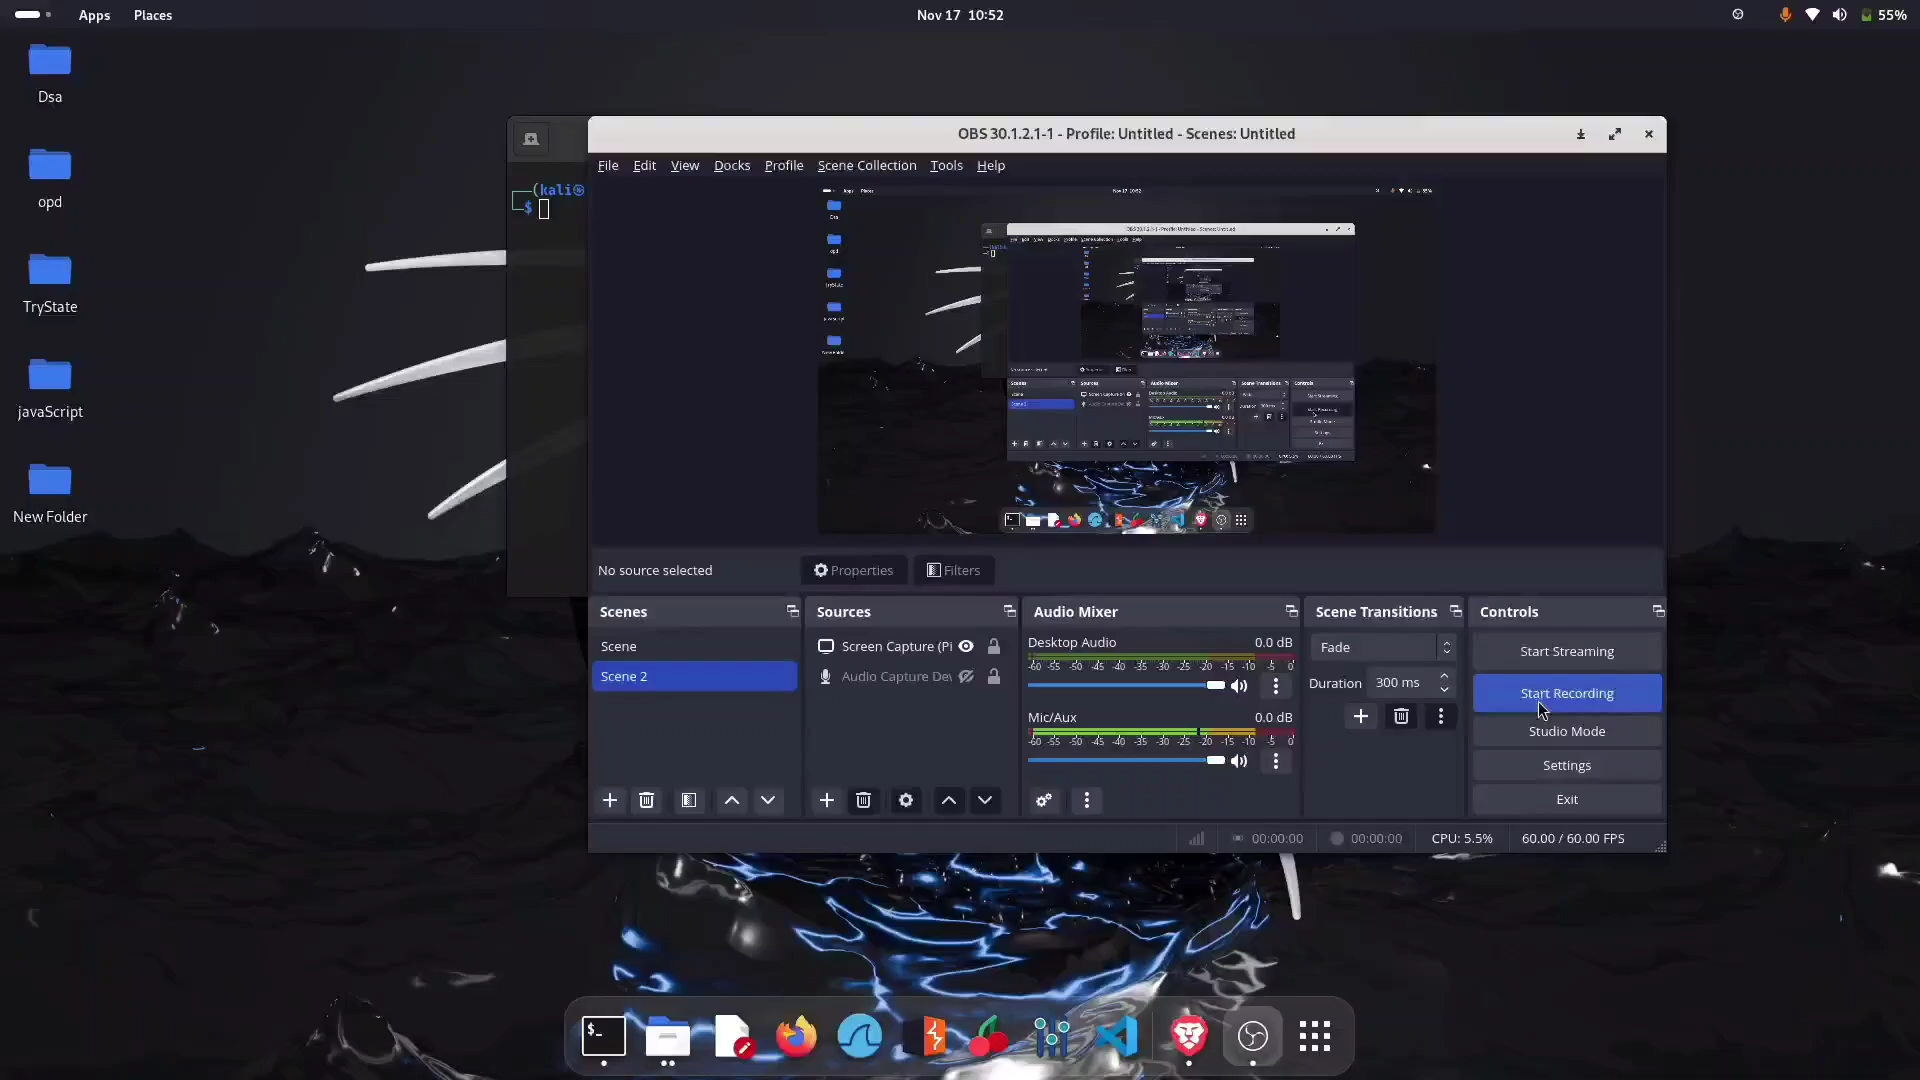 Apps Places Nov 17 10:52 55%
Dsa
opd
TryState
javaScript
New Folder
(kali㉿
$
OBS 30.1.2.1-1 - Profile: Untitled - Scenes: Untitled
File Edit View Docks Profile Scene Collection Tools Help
No source selected Properties Filters
Scenes Sources Audio Mixer Scene Transitions Controls
Scene
Scene 2
Screen Capture (Pi
Audio Capture Dev
Desktop Audio 0.0 dB
-60 -55 -50 -45 -40 -35 -30 -25 -20 -15 -10 -5 0
Mic/Aux 0.0 dB
-60 -55 -50 -45 -40 -35 -30 -25 -20 -15 -10 -5 0
Fade
Duration 300 ms
Start Streaming
Start Recording
Studio Mode
Settings
Exit
00:00:00 00:00:00 CPU: 5.5% 60.00 / 60.00 FPS
$_